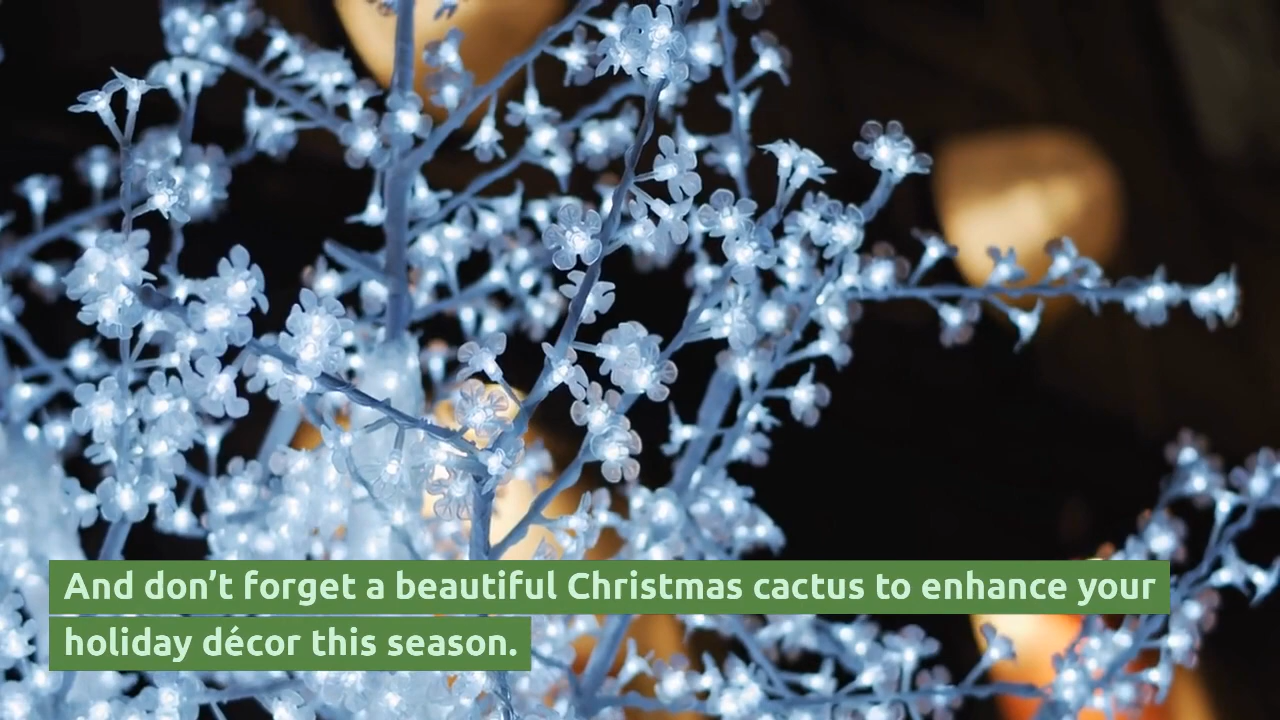 And don’t forget a beautiful Christmas cactus to enhance your
holiday décor this season.